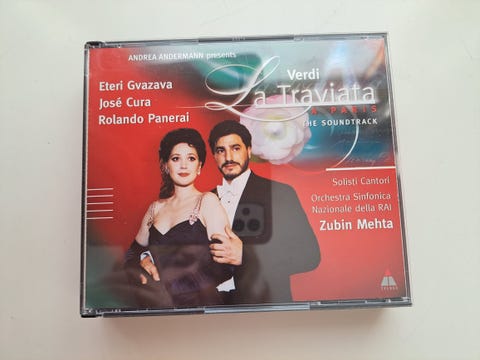 ANDREA ANDERMANN presents
Eteri Gvazava
José Cura
Rolando Panerai
Verdi
La Traviata
À PARIS
THE SOUNDTRACK
Solisti Cantori
Orchestra Sinfonica
Nazionale della RAI
Zubin Mehta
TELDEC